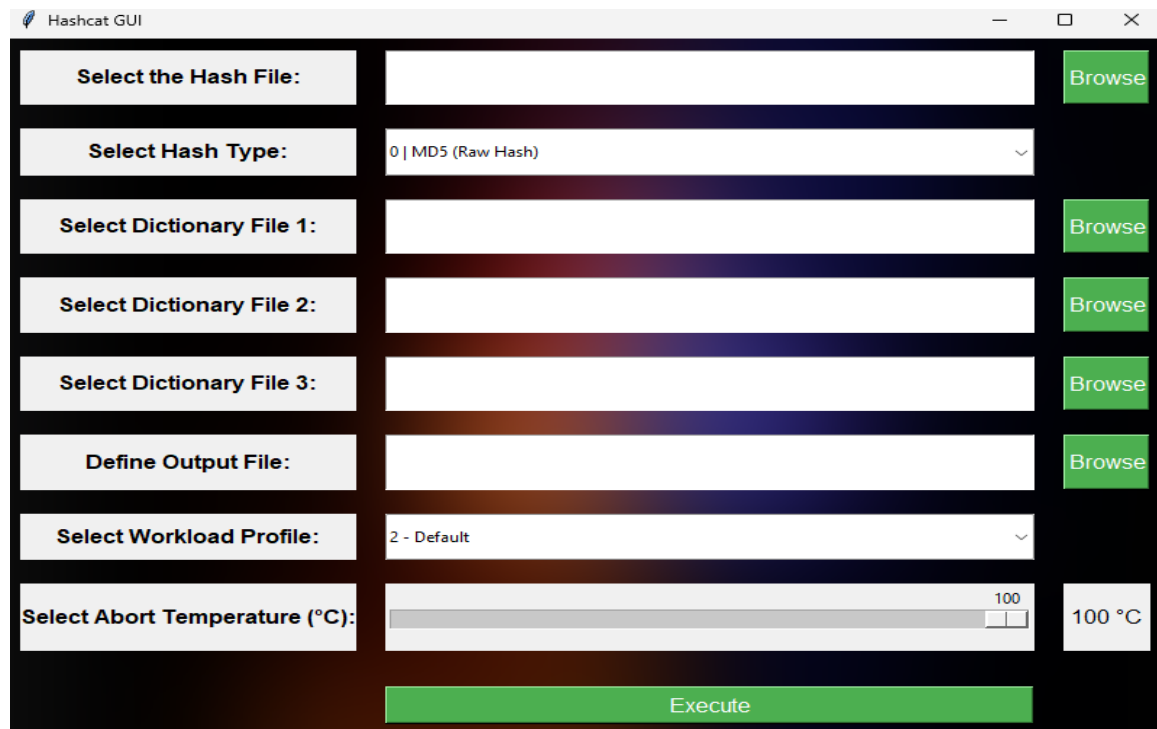 Hashcat GUI
Select the Hash File:
Browse
Select Hash Type:
0 | MD5 (Raw Hash)
Select Dictionary File 1:
Browse
Select Dictionary File 2:
Browse
Select Dictionary File 3:
Browse
Define Output File:
Browse
Select Workload Profile:
2 - Default
Select Abort Temperature (°C):
100
100 °C
Execute